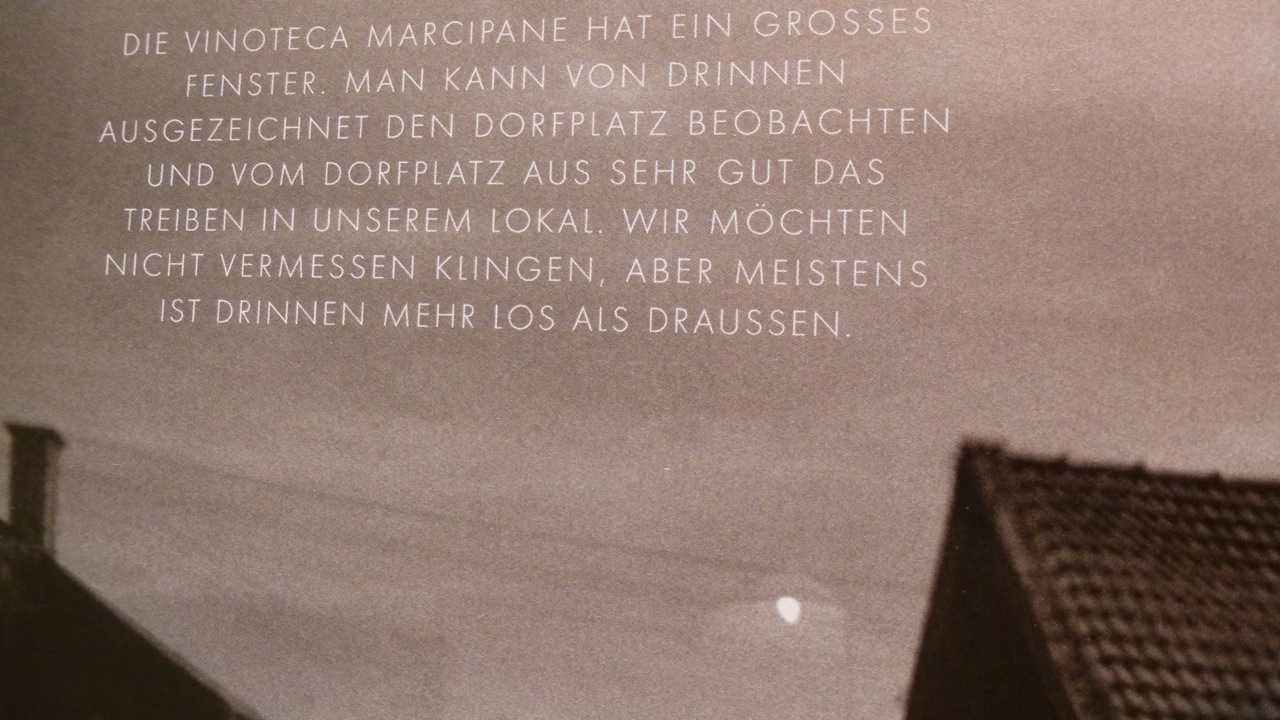 DIE VINOTECA MARCIPANE HAT EIN GROSSES
FENSTER. MAN KANN VON DRINNEN
AUSGEZEICHNET DEN DORFPLATZ BEOBACHTEN
UND VOM DORFPLATZ AUS SEHR GUT DAS
TREIBEN IN UNSEREM LOKAL. WIR MÖCHTEN
NICHT VERMESSEN KLINGEN, ABER MEISTENS
IST DRINNEN MEHR LOS ALS DRAUSSEN.